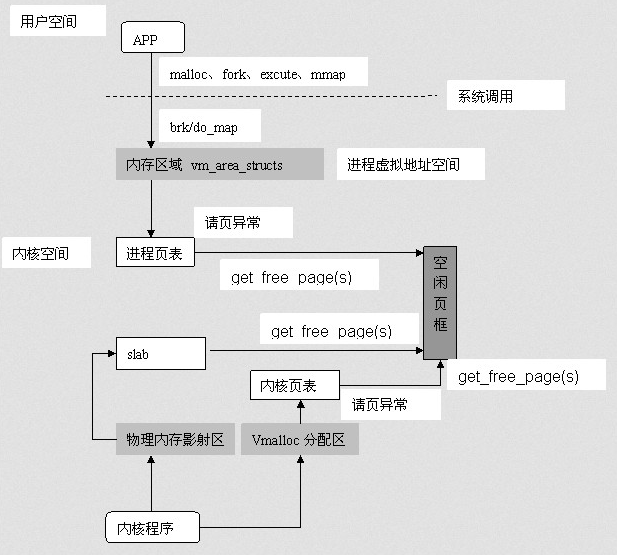 用户空间
APP
malloc、fork、excute、mmap
系统调用
brk/do_map
内存区域 vm_area_structs
进程虚拟地址空间
请页异常
内核空间
进程页表
空闲页框
get free page(s)
get free page(s)
slab
get_free_page(s)
内核页表
请页异常
物理内存影射区
Vmalloc 分配区
内核程序